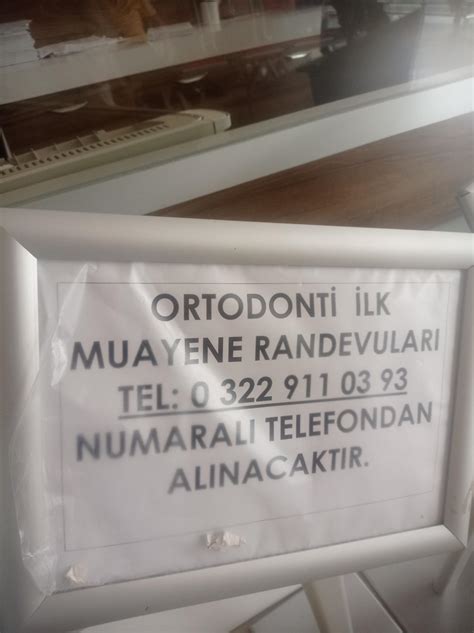 ORTODONTİ İLK
MUAYENE RANDEVULARI
TEL: 0 322 911 03 93
NUMARALI TELEFONDAN
ALINACAKTIR.